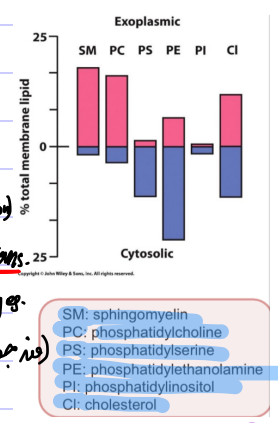 Exoplasmic
25
SM PC PS PE PI Cl
% total membrane lipid
0
25
Cytosolic
Copyright © John Wiley & Sons, Inc. All rights reserved.
SM: sphingomyelin
PC: phosphatidylcholine
PS: phosphatidylserine
PE: phosphatidylethanolamine
PI: phosphatidylinositol
Cl: cholesterol